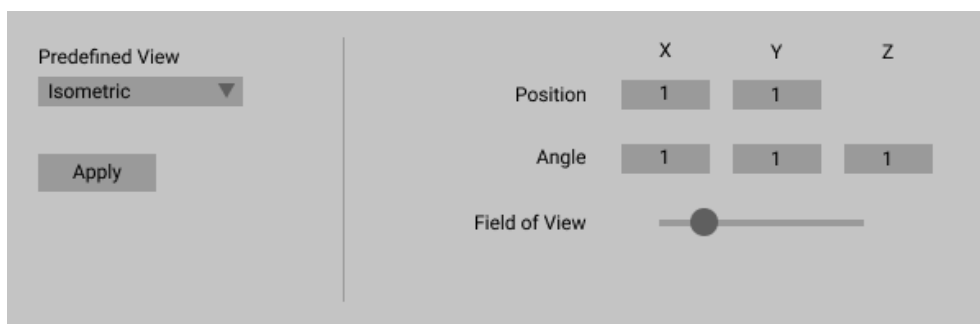 Predefined View
Isometric
Apply
X Y Z
Position 1 1
Angle 1 1 1
Field of View